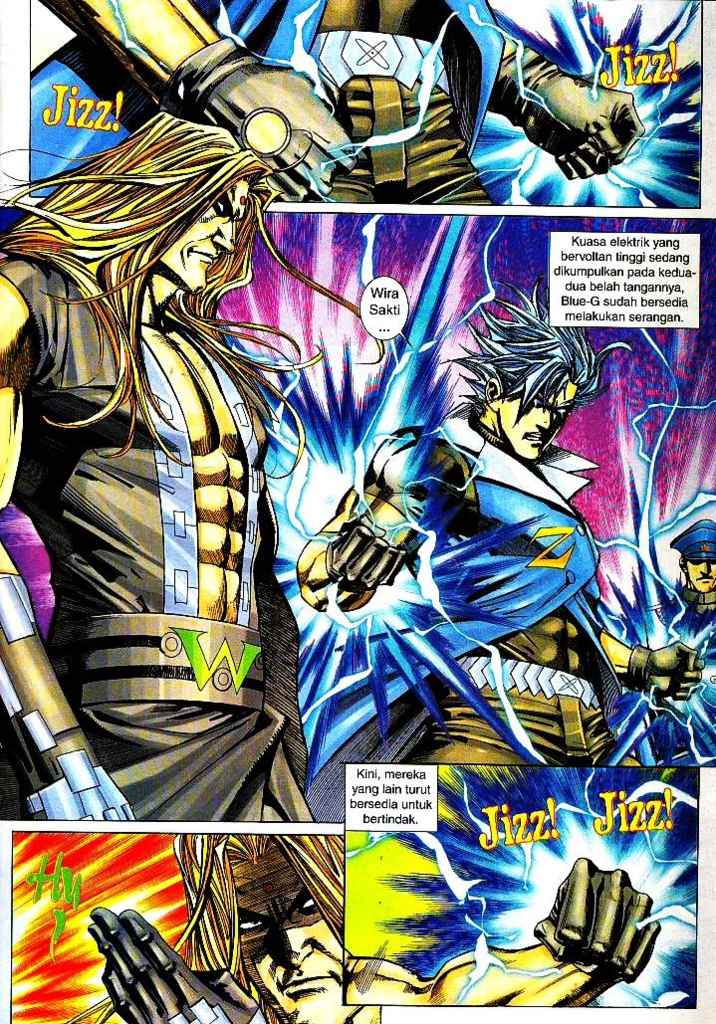 Jizz!
Jizz!
Kuasa elektrik yang
bervoltan tinggi sedang
dikumpulkan pada kedua-
dua belah tangannya,
Blue-G sudah bersedia
melakukan serangan.
Wira
Sakti
...
Z
W
Kini, mereka
yang lain turut
bersedia untuk
bertindak.
Jizz! Jizz!